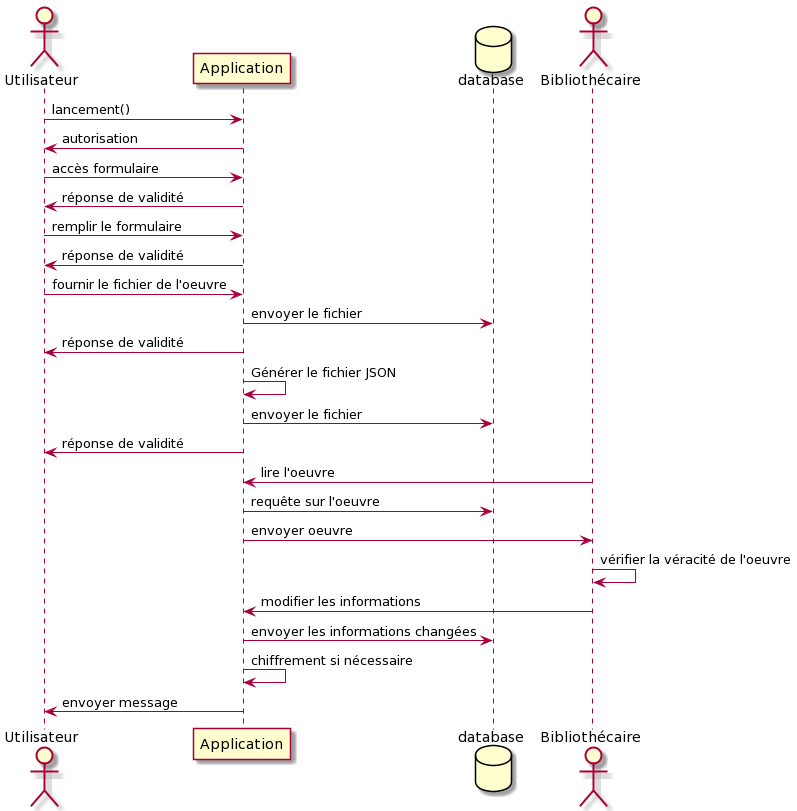 Utilisateur
Application
database
Bibliothécaire
lancement()
autorisation
accès formulaire
réponse de validité
remplir le formulaire
réponse de validité
fournir le fichier de l'oeuvre
envoyer le fichier
réponse de validité
Générer le fichier JSON
envoyer le fichier
réponse de validité
lire l'oeuvre
requête sur l'oeuvre
envoyer oeuvre
vérifier la véracité de l'oeuvre
modifier les informations
envoyer les informations changées
chiffrement si nécessaire
envoyer message
Utilisateur
Application
database
Bibliothécaire